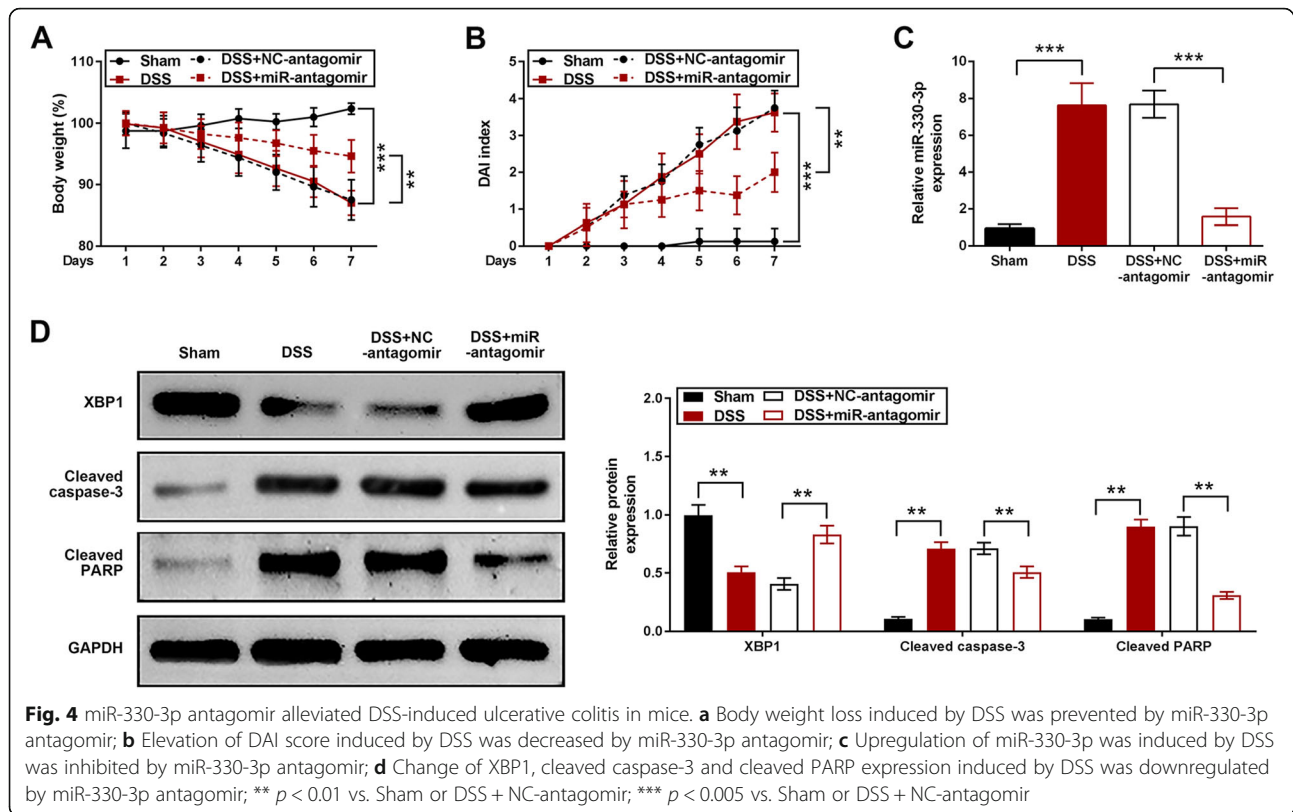 A
B
C
Sham
DSS+NC-antagomir
DSS
DSS+miR-antagomir
110
100
90
80
Body weight (%)
Days 1 2 3 4 5 6 7
***
**
Sham
DSS+NC-antagomir
DSS
DSS+miR-antagomir
5
4
3
2
1
0
DAI index
Days 1 2 3 4 5 6 7
***
**
10
8
6
4
2
0
Relative miR-330-3p
expression
***
***
Sham
DSS
DSS+NC
-antagomir
DSS+miR
-antagomir
D
Sham
DSS
DSS+NC
-antagomir
DSS+miR
-antagomir
XBP1
Cleaved
caspase-3
Cleaved
PARP
GAPDH
Sham
DSS+NC-antagomir
DSS
DSS+miR-antagomir
2.0
1.5
1.0
0.5
0.0
Relative protein
expression
**
**
**
**
**
**
XBP1
Cleaved caspase-3
Cleaved PARP
Fig. 4 miR-330-3p antagomir alleviated DSS-induced ulcerative colitis in mice. a Body weight loss induced by DSS was prevented by miR-330-3p
antagomir; b Elevation of DAI score induced by DSS was decreased by miR-330-3p antagomir; c Upregulation of miR-330-3p was induced by DSS
was inhibited by miR-330-3p antagomir; d Change of XBP1, cleaved caspase-3 and cleaved PARP expression induced by DSS was downregulated
by miR-330-3p antagomir; ** p < 0.01 vs. Sham or DSS + NC-antagomir; *** p < 0.005 vs. Sham or DSS + NC-antagomir